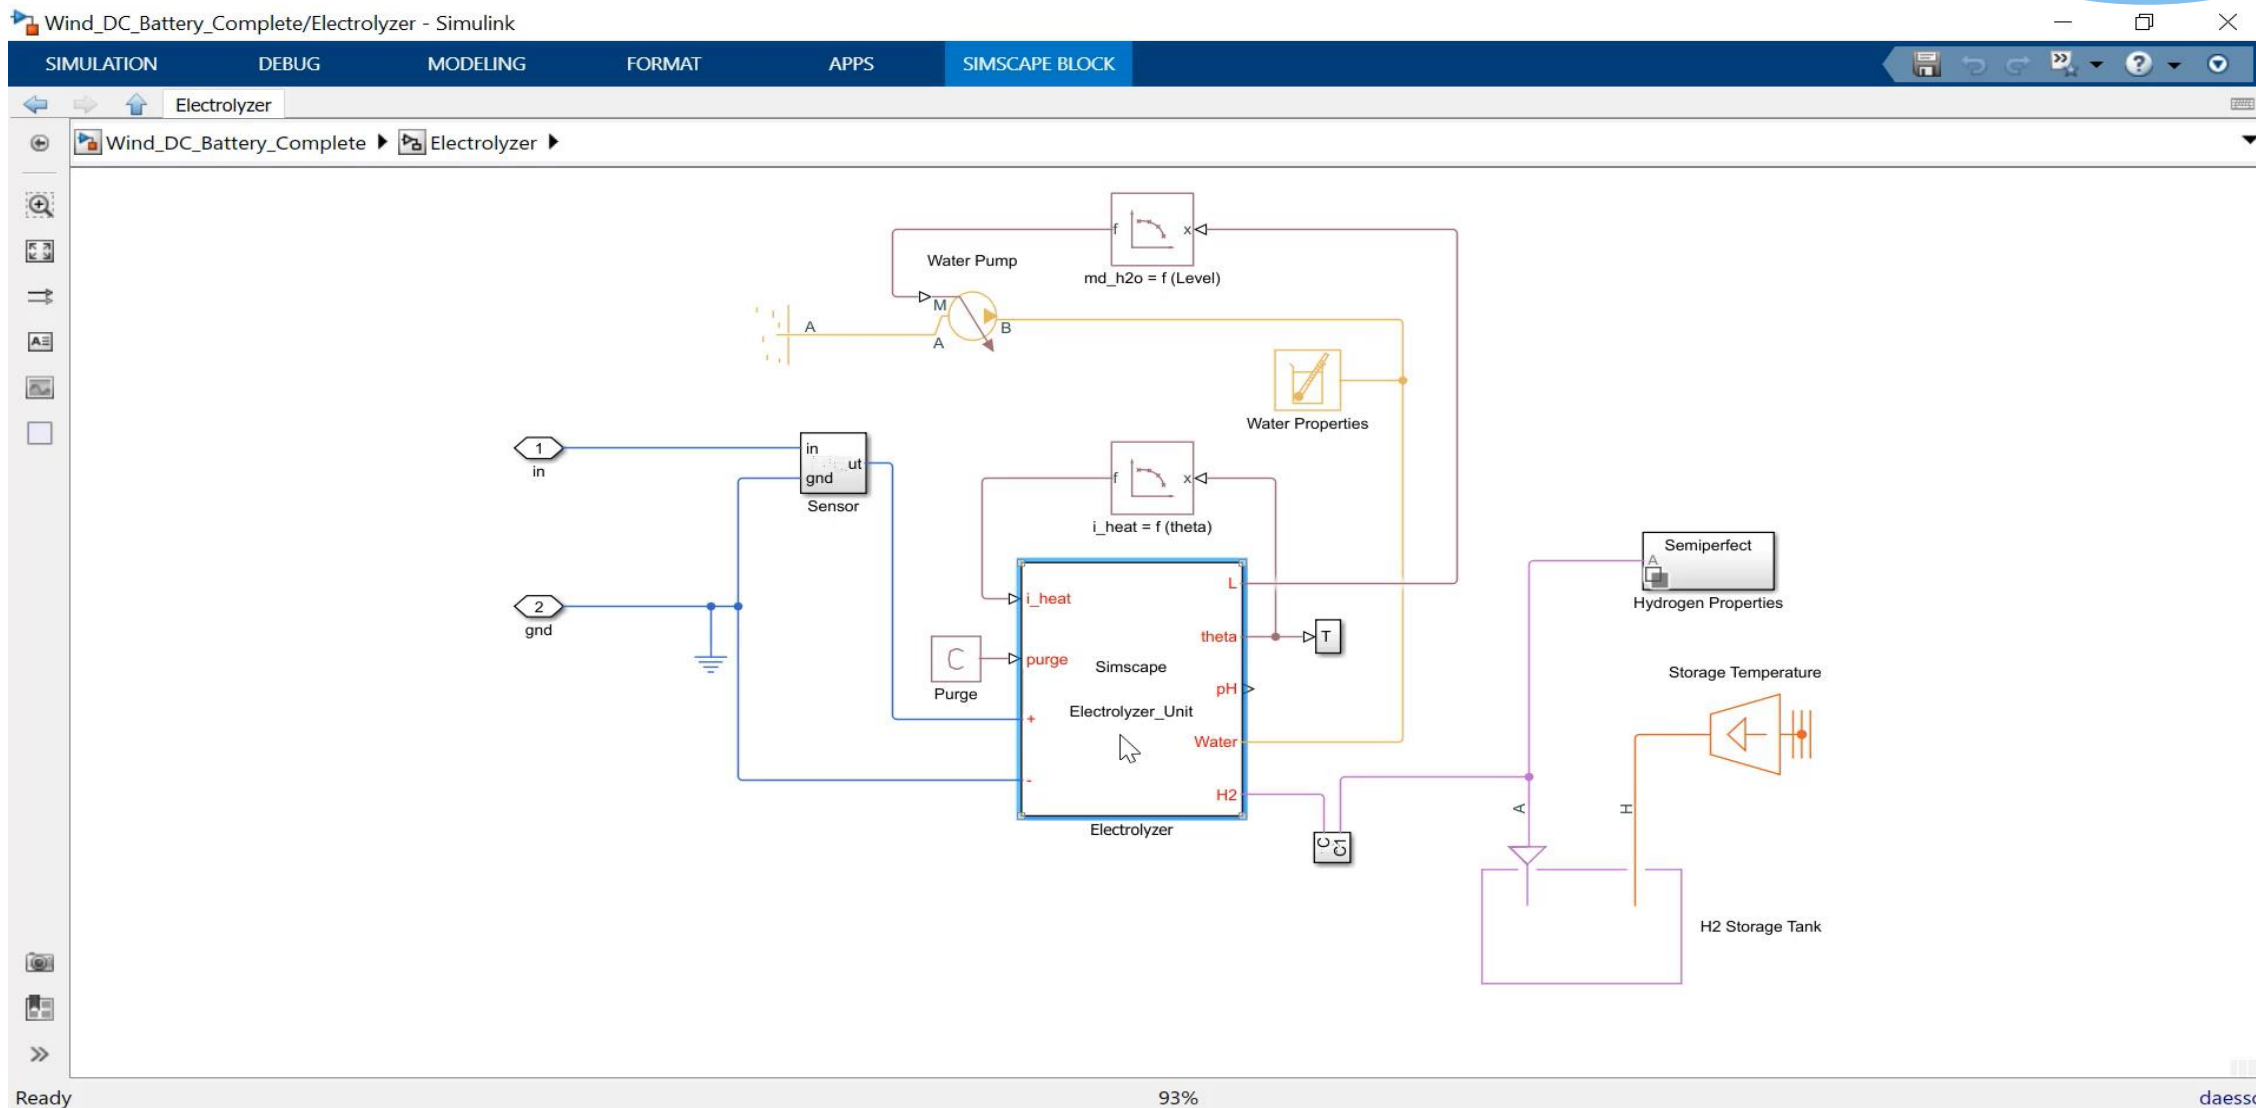 Wind_DC_Battery_Complete/Electrolyzer - Simulink
SIMULATION
DEBUG
MODELING
FORMAT
APPS
SIMSCAPE BLOCK
Electrolyzer
Wind_DC_Battery_Complete
Electrolyzer
f
x
md_h2o = f (Level)
Water Pump
M
A
A
B
Water Properties
1
in
in
ut
gnd
Sensor
f
x
i_heat = f (theta)
2
gnd
i_heat
L
theta
T
C
Purge
purge
Simscape
pH
Electrolyzer_Unit
+
Water
-
H2
Electrolyzer
C
C1
Semiperfect
A
Hydrogen Properties
Storage Temperature
A
H
H2 Storage Tank
Ready
93%